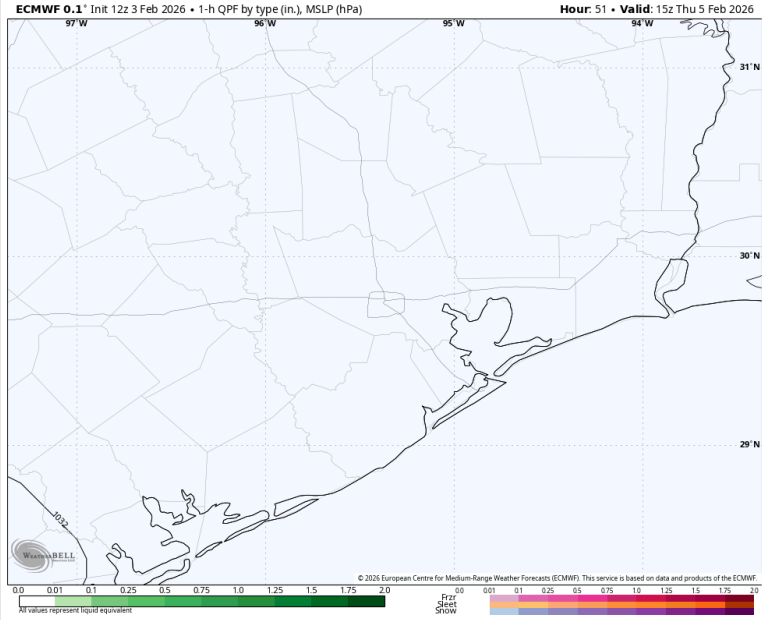 ECMWF 0.1° Init 12z 3 Feb 2026 • 1-h QPF by type (in.), MSLP (hPa) Hour: 51 • Valid: 15z Thu 5 Feb 2026
97°W 96°W 95°W 94°W
31°N
30°N
29°N
1032
WEATHERBELL
© 2026 European Centre for Medium-Range Weather Forecasts (ECMWF). This service is based on data and products of the ECMWF.
0.0 0.01 0.1 0.25 0.5 0.75 1.0 1.25 1.5 1.75 2.0 0.0 0.01 0.1 0.25 0.5 0.75 1.0 1.25 1.5 1.75 2.0
Frzr
Sleet
Snow
All values represent liquid equivalent